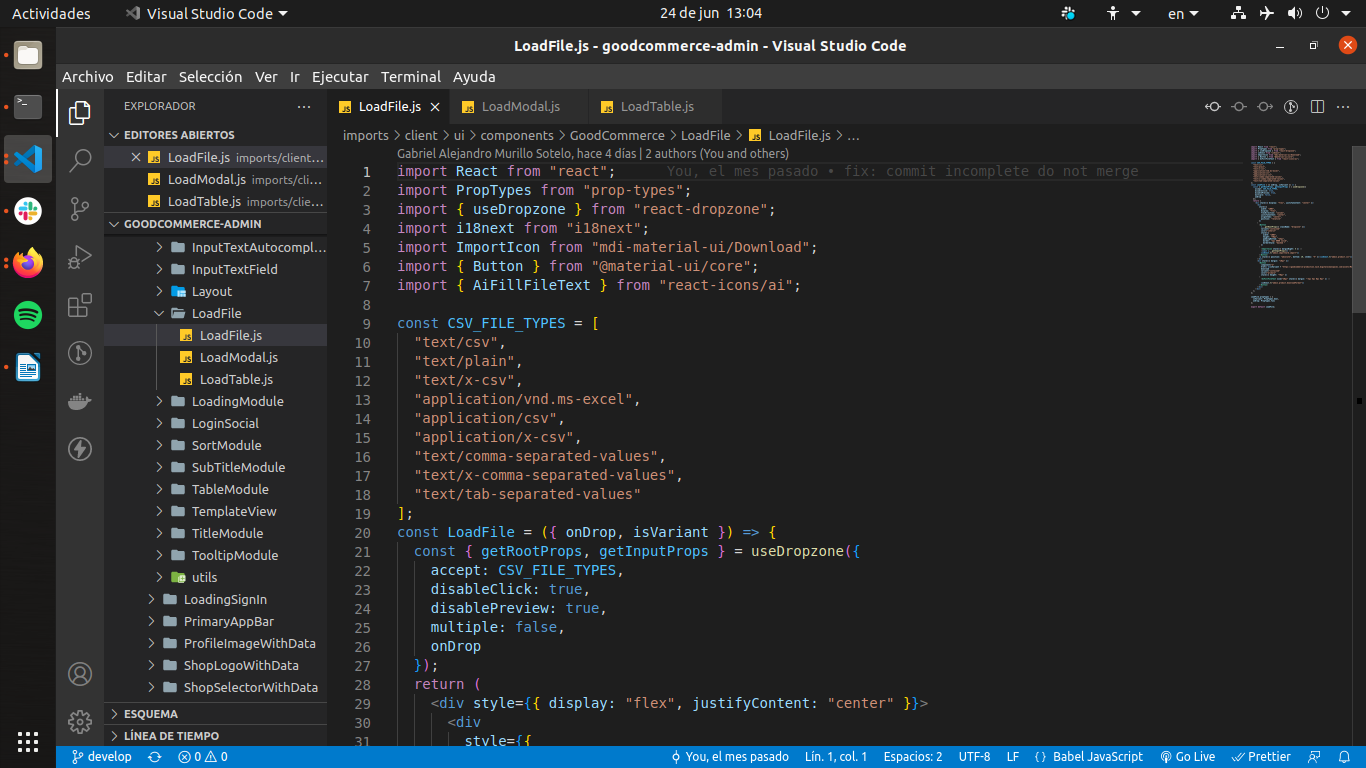 Actividades Visual Studio Code 24 de jun 13:04 en
LoadFile.js - goodcommerce-admin - Visual Studio Code
Archivo Editar Selección Ver Ir Ejecutar Terminal Ayuda
EXPLORADOR
EDITORES ABIERTOS
LoadFile.js imports/client...
LoadModal.js imports/cli...
LoadTable.js imports/clie...
GOODCOMMERCE-ADMIN
InputTextAutocompl...
InputTextField
Layout
LoadFile
LoadFile.js
LoadModal.js
LoadTable.js
LoadingModule
LoginSocial
SortModule
SubTitleModule
TableModule
TemplateView
TitleModule
TooltipModule
utils
LoadingSignIn
PrimaryAppBar
ProfileImageWithData
ShopLogoWithData
ShopSelectorWithData
ESQUEMA
LÍNEA DE TIEMPO
JS LoadFile.js JS LoadModal.js JS LoadTable.js
imports > client > ui > components > GoodCommerce > LoadFile > JS LoadFile.js > ...
Gabriel Alejandro Murillo Sotelo, hace 4 días | 2 authors (You and others)
1 import React from "react"; You, el mes pasado • fix: commit incomplete do not merge
2 import PropTypes from "prop-types";
3 import { useDropzone } from "react-dropzone";
4 import i18next from "i18next";
5 import ImportIcon from "mdi-material-ui/Download";
6 import { Button } from "@material-ui/core";
7 import { AiFillFileText } from "react-icons/ai";
8
9 const CSV_FILE_TYPES = [
10 "text/csv",
11 "text/plain",
12 "text/x-csv",
13 "application/vnd.ms-excel",
14 "application/csv",
15 "application/x-csv",
16 "text/comma-separated-values",
17 "text/x-comma-separated-values",
18 "text/tab-separated-values"
19 ];
20 const LoadFile = ({ onDrop, isVariant }) => {
21 const { getRootProps, getInputProps } = useDropzone({
22 accept: CSV_FILE_TYPES,
23 disableClick: true,
24 disablePreview: true,
25 multiple: false,
26 onDrop
27 });
28 return (
29 <div style={{ display: "flex", justifyContent: "center" }}>
30 <div
31 style={{
develop 0 0 You, el mes pasado Lín. 1, col. 1 Espacios: 2 UTF-8 LF {} Babel JavaScript Go Live Prettier